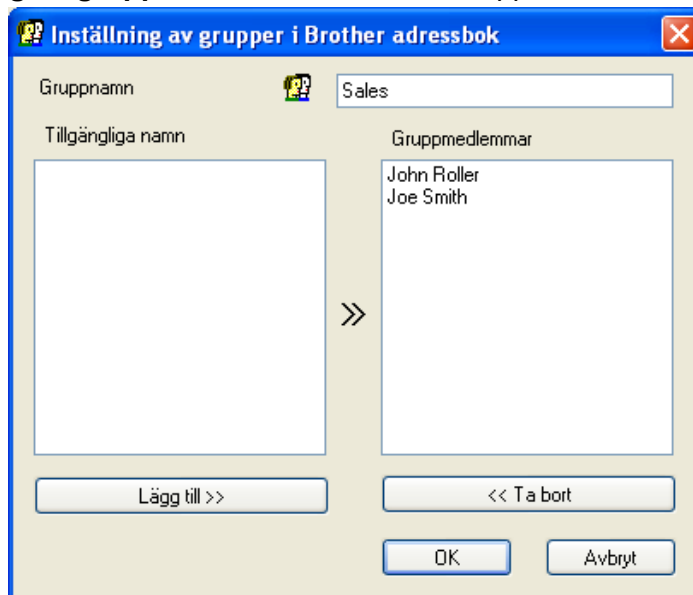 Inställning av grupper i Brother adressbok
Gruppnamn
Sales
Tillgängliga namn
Gruppmedlemmar
John Roller
Joe Smith
Lägg till >>
<< Ta bort
OK
Avbryt